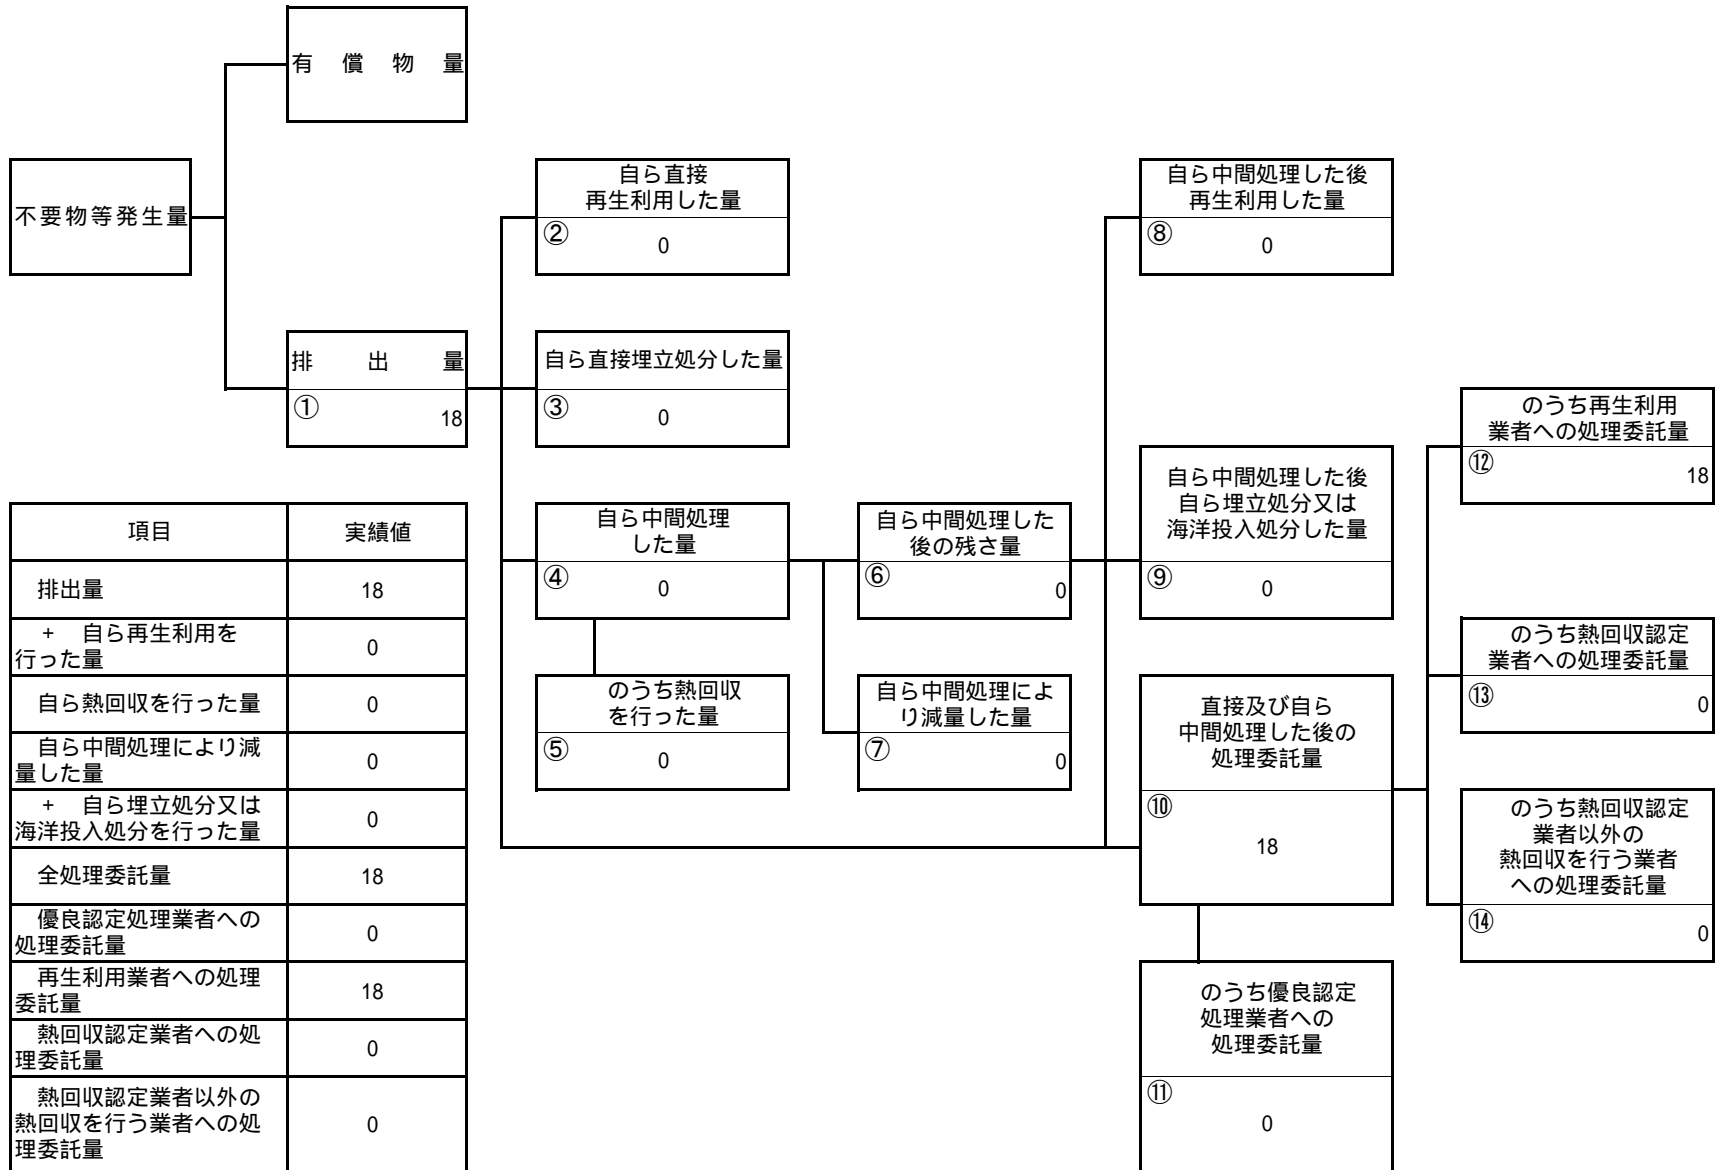 有 償 物 量
不要物等発生量
排 出 量
① 18
自ら直接
再生利用した量
② 0
自ら直接埋立処分した量
③ 0
自ら中間処理
した量
④ 0
のうち熱回収
を行った量
⑤ 0
自ら中間処理した
後の残さ量
⑥ 0
自ら中間処理によ
り減量した量
⑦ 0
自ら中間処理した後
再生利用した量
⑧ 0
自ら中間処理した後
自ら埋立処分又は
海洋投入処分した量
⑨ 0
直接及び自ら
中間処理した後の
処理委託量
⑩
18
のうち優良認定
処理業者への
処理委託量
⑪
0
のうち再生利用
業者への処理委託量
⑫ 18
のうち熱回収認定
業者への処理委託量
⑬ 0
のうち熱回収認定
業者以外の
熱回収を行う業者
への処理委託量
⑭ 0
項目 実績値
排出量 18
+ 自ら再生利用を
行った量 0
自ら熱回収を行った量 0
自ら中間処理により減
量した量 0
+ 自ら埋立処分又は
海洋投入処分を行った量 0
全処理委託量 18
優良認定処理業者への
処理委託量 0
再生利用業者への処理
委託量 18
熱回収認定業者への処
理委託量 0
熱回収認定業者以外の
熱回収を行う業者への処
理委託量 0